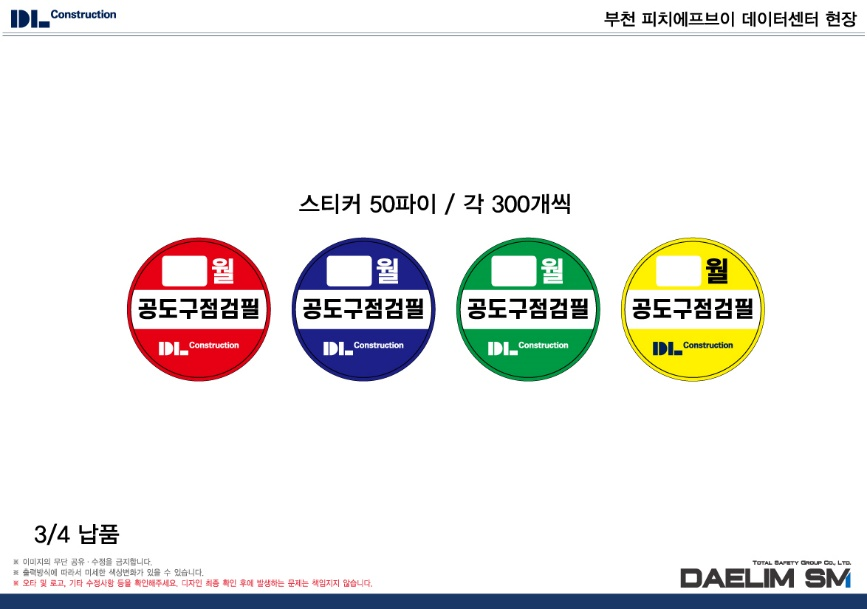 DL Construction
부천 피치에프브이 데이터센터 현장
스티커 50파이 / 각 300개씩
월
공도구점검필
DL Construction
월
공도구점검필
DL Construction
월
공도구점검필
DL Construction
월
공도구점검필
DL Construction
3/4 납품
※ 이미지의 무단 공유 · 수정을 금지합니다.
※ 출력방식에 따라서 미세한 색상변화가 있을 수 있습니다.
※ 오타 및 로고, 기타 수정사항 등을 확인해주세요. 디자인 최종 확인 후에 발생하는 문제는 책임지지 않습니다.
TOTAL SAFETY GROUP CO., LTD.
DAELIM SM